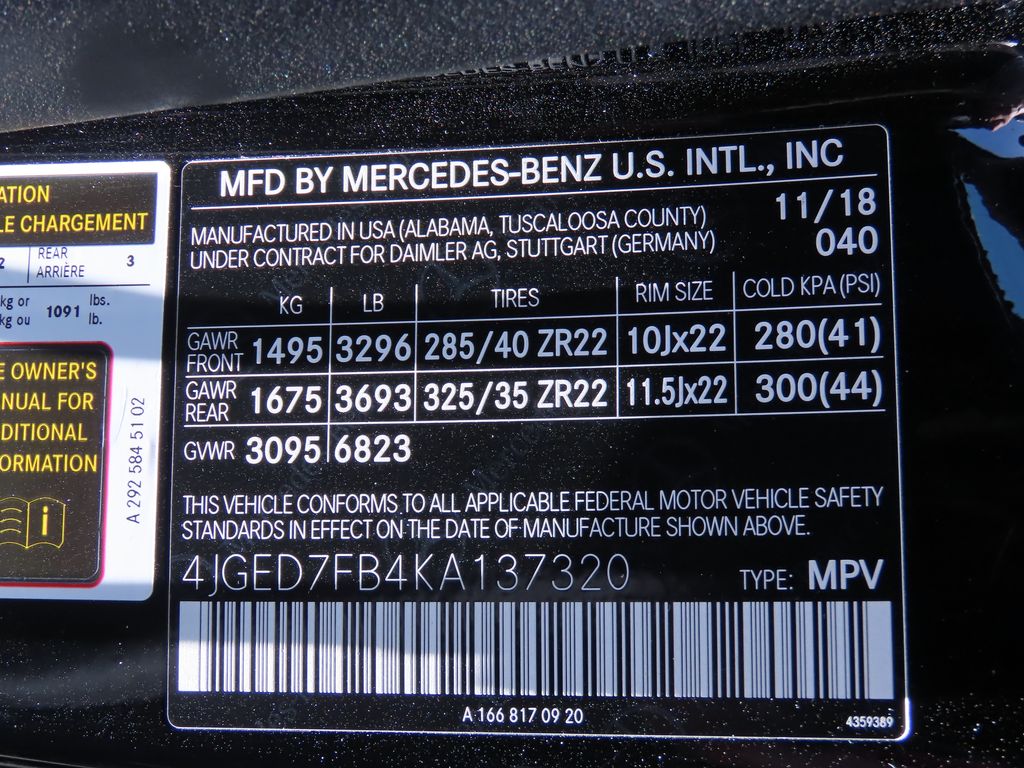 ATION
LE CHARGEMENT
2 REAR ARRIÈRE 3
kg or
kg ou 1091 lbs.
lb.
E OWNER'S
NUAL FOR
DITIONAL
ORMATION
i
A 292 584 51 02
MFD BY MERCEDES-BENZ U.S. INTL., INC
MANUFACTURED IN USA (ALABAMA, TUSCALOOSA COUNTY) 11/18
UNDER CONTRACT FOR DAIMLER AG, STUTTGART (GERMANY) 040
KG LB TIRES RIM SIZE COLD KPA (PSI)
GAWR FRONT 1495 3296 285/40 ZR22 10Jx22 280(41)
GAWR REAR 1675 3693 325/35 ZR22 11.5Jx22 300(44)
GVWR 3095 6823
THIS VEHICLE CONFORMS TO ALL APPLICABLE FEDERAL MOTOR VEHICLE SAFETY
STANDARDS IN EFFECT ON THE DATE OF MANUFACTURE SHOWN ABOVE.
4JGED7FB4KA137320 TYPE: MPV
A 166 817 09 20
4359389